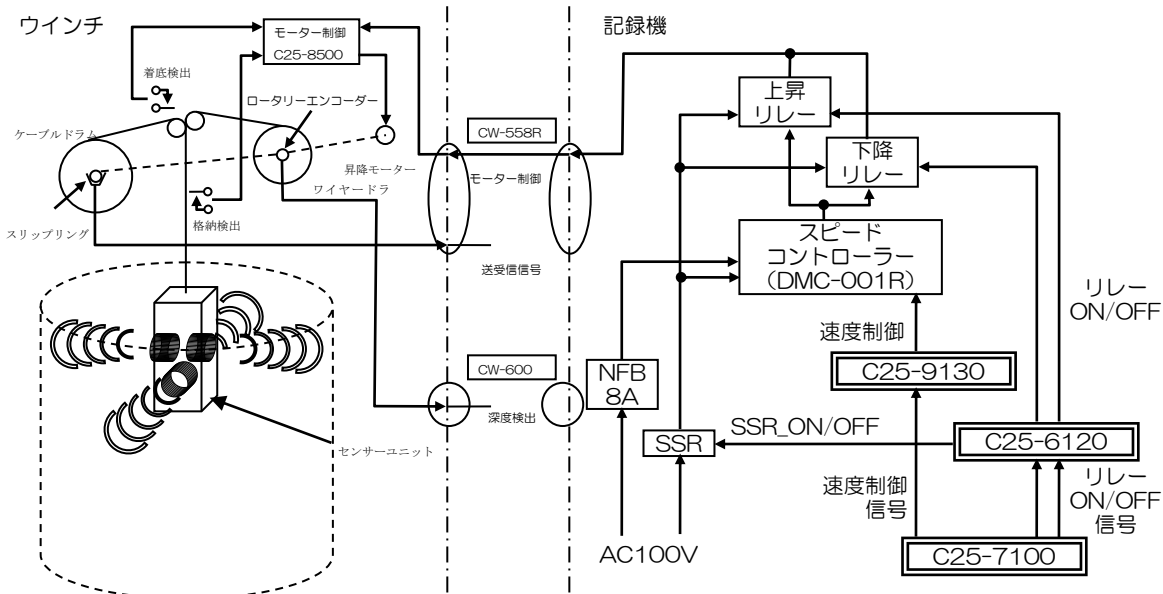 ウインチ
記録機
モーター制御
C25-8500
着底検出
ロータリーエンコーダー
ケーブルドラム
昇降モーター
ワイヤードラ
スリップリング
格納検出
CW-558R
モーター制御
送受信信号
CW-600
深度検出
センサーユニット
上昇
リレー
下降
リレー
スピード
コントローラー
(DMC-001R)
リレー
ON/OFF
速度制御
C25-9130
NFB
8A
SSR_ON/OFF
SSR
C25-6120
速度制御
信号
リレー
ON/OFF
信号
AC100V
C25-7100